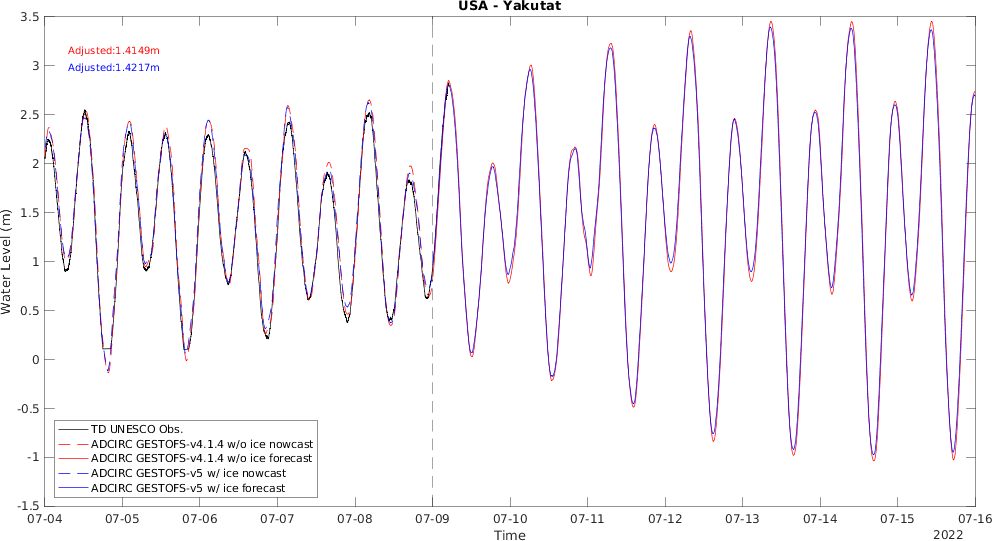 USA - Yakutat
Adjusted:1.4149m
Adjusted:1.4217m
3.5
3
2.5
2
1.5
1
0.5
0
-0.5
-1
-1.5
Water Level (m)
TD UNESCO Obs.
ADCIRC GESTOFS-v4.1.4 w/o ice nowcast
ADCIRC GESTOFS-v4.1.4 w/o ice forecast
ADCIRC GESTOFS-v5 w/ ice nowcast
ADCIRC GESTOFS-v5 w/ ice forecast
07-04 07-05 07-06 07-07 07-08 07-09 07-10 07-11 07-12 07-13 07-14 07-15 07-16
Time
2022